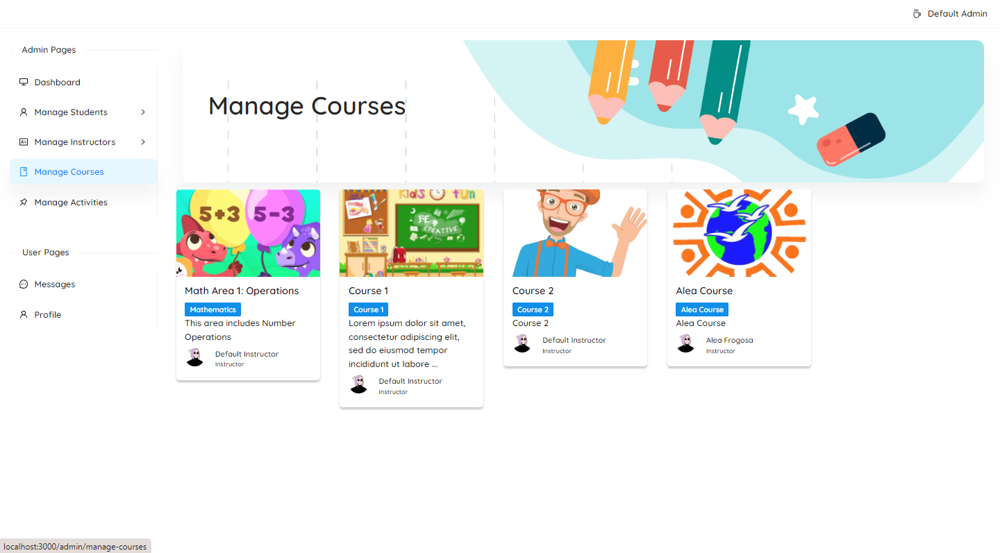 Default Admin
Admin Pages
Dashboard
Manage Students
Manage Instructors
Manage Courses
Manage Activities
User Pages
Messages
Profile
Manage Courses
5+3 5-3
Math Area 1: Operations
Mathematics
This area includes Number
Operations
Default Instructor
Instructor
KiDS fun
BE
CREATIVE
Course 1
Course 1
Lorem ipsum dolor sit amet,
consectetur adipiscing elit,
sed do eiusmod tempor
incididunt ut labore ...
Default Instructor
Instructor
Course 2
Course 2
Course 2
Default Instructor
Instructor
Alea Course
Alea Course
Alea Course
Alea Frogosa
Instructor
localhost:3000/admin/manage-courses